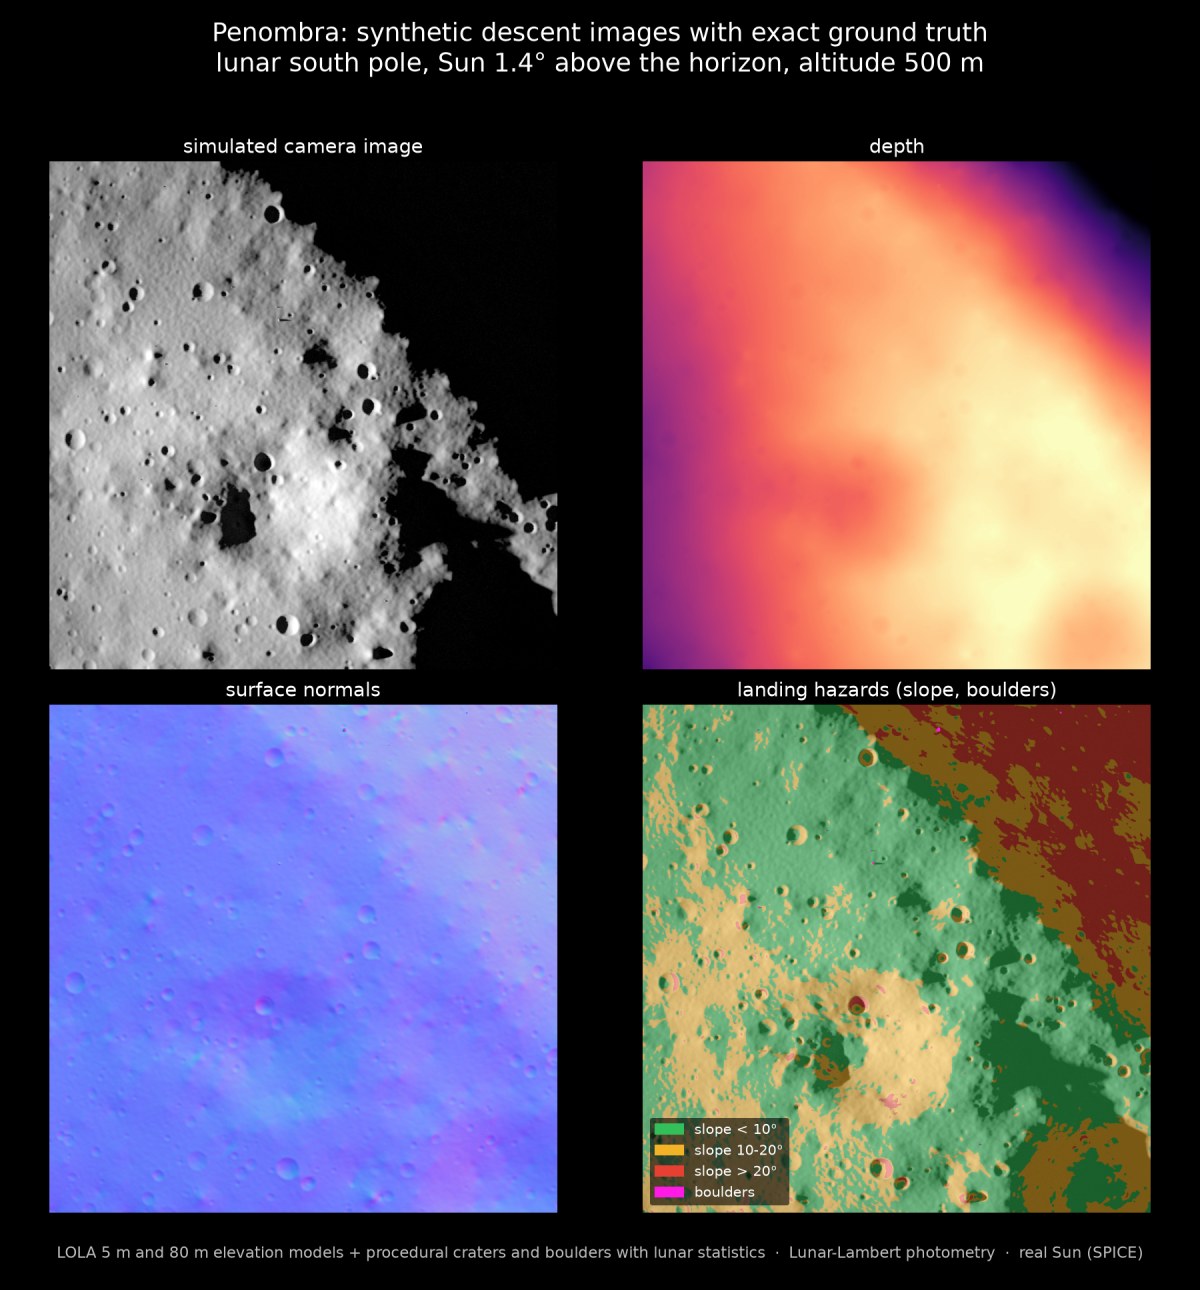 Penombra: synthetic descent images with exact ground truth
lunar south pole, Sun 1.4° above the horizon, altitude 500 m
simulated camera image
depth
surface normals
landing hazards (slope, boulders)
slope < 10°
slope 10-20°
slope > 20°
boulders
LOLA 5 m and 80 m elevation models + procedural craters and boulders with lunar statistics · Lunar-Lambert photometry · real Sun (SPICE)